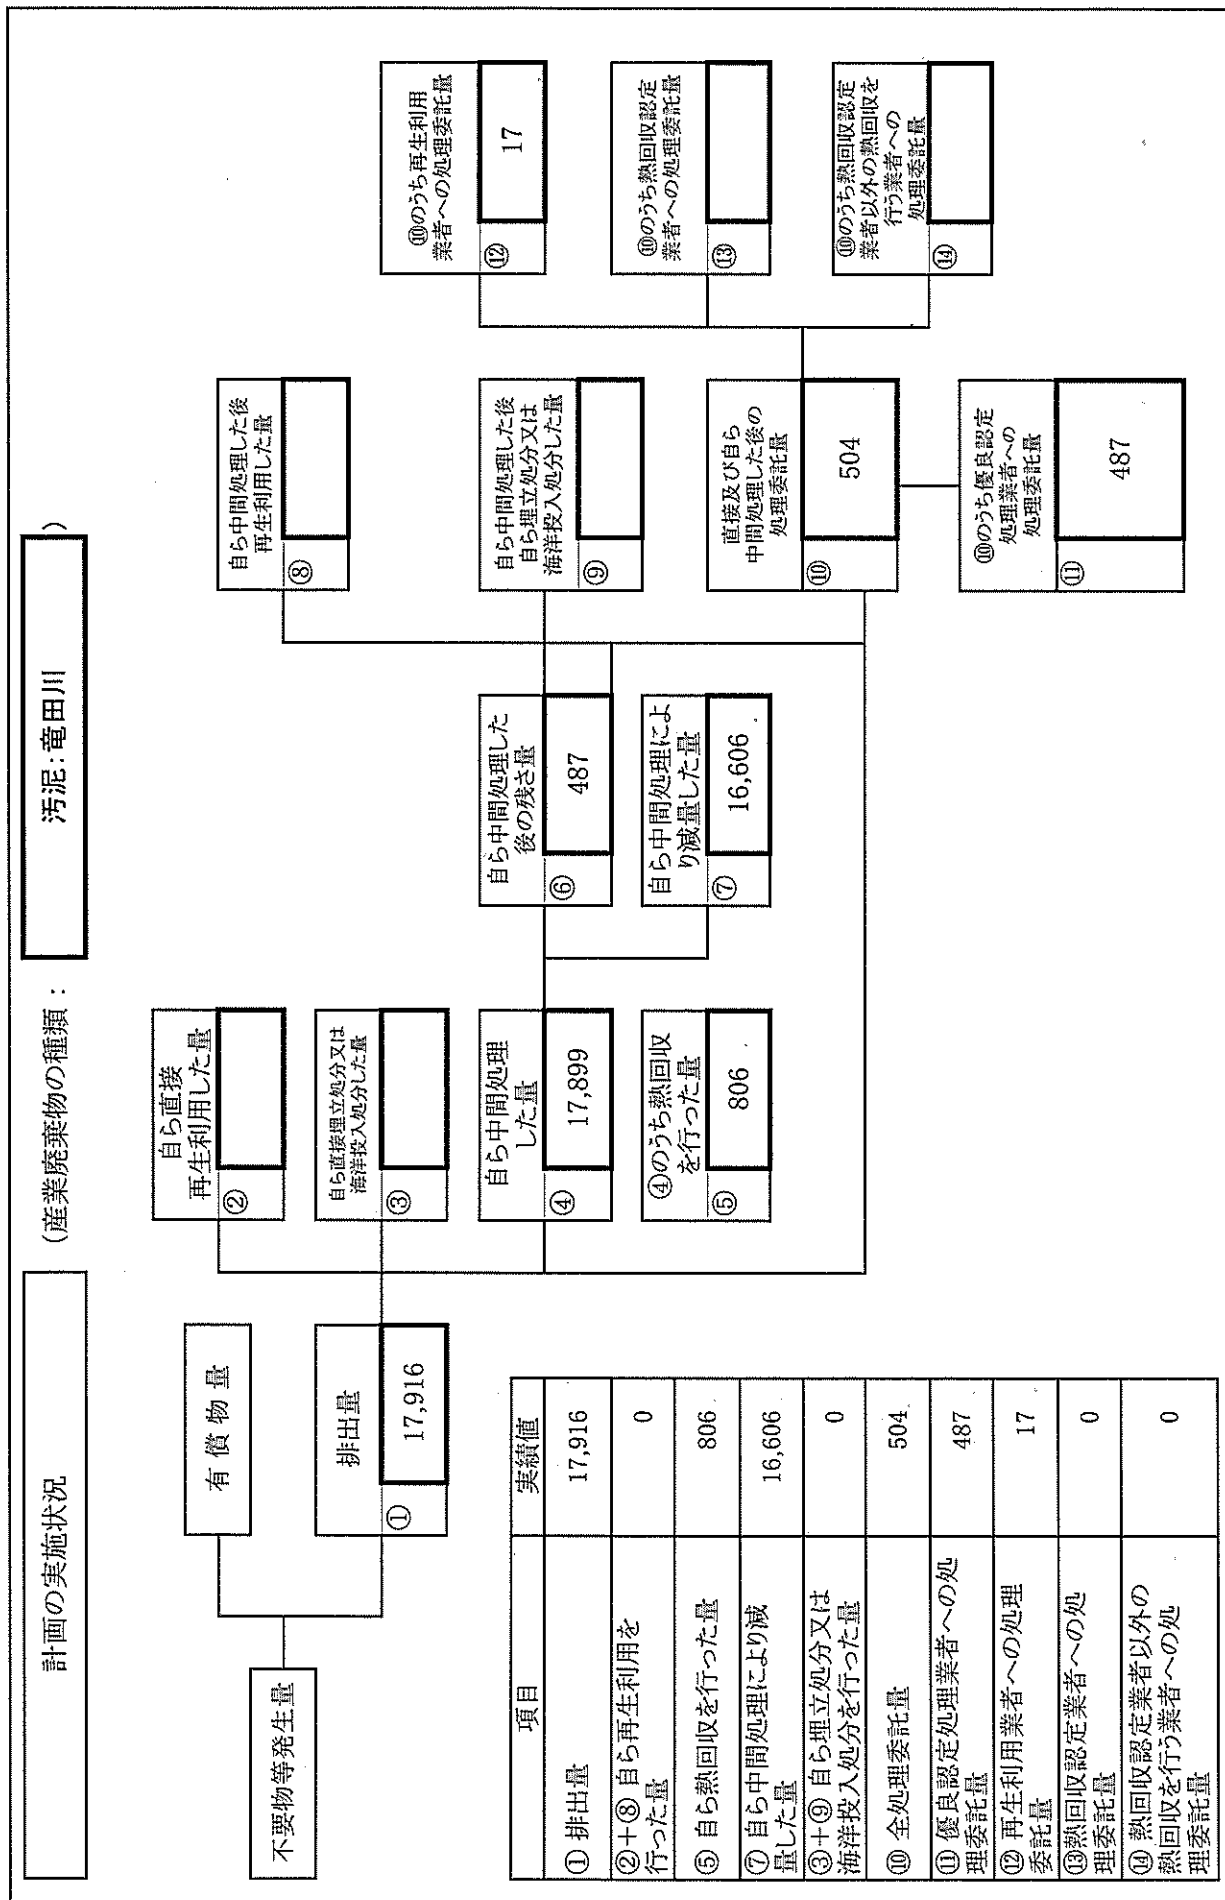 計画の実施状況
(産業廃棄物の種類：
汚泥：竜田川
)
不要物等発生量
有償物量
排出量
①
17,916
自ら直接
再生利用した量
②
自ら直接埋立処分又は
海洋投入処分した量
③
自ら中間処理
した量
④
17,899
④のうち熱回収
を行った量
⑤
806
自ら中間処理した
後の残さ量
⑥
487
自ら中間処理によ
り減量した量
⑦
16,606
自ら中間処理した後
再生利用した量
⑧
自ら中間処理した後
自ら埋立処分又は
海洋投入処分した量
⑨
直接及び自ら
中間処理した後の
処理委託量
⑩
504
⑩のうち優良認定
処理業者への
処理委託量
⑪
487
⑩のうち再生利用
業者への処理委託量
⑫
17
⑩のうち熱回収認定
業者への処理委託量
⑬
⑩のうち熱回収認定
業者以外の熱回収を
行う業者への
処理委託量
⑭
項目
実績値
① 排出量
17,916
②＋⑧ 自ら再生利用を
行った量
0
⑤ 自ら熱回収を行った量
806
⑦ 自ら中間処理により減
量した量
16,606
③＋⑨ 自ら埋立処分又は
海洋投入処分を行った量
0
⑩ 全処理委託量
504
⑪ 優良認定処理業者への処
理委託量
487
⑫ 再生利用業者への処理
委託量
17
⑬熱回収認定業者への処
理委託量
0
⑭ 熱回収認定業者以外の
熱回収を行う業者への処
理委託量
0